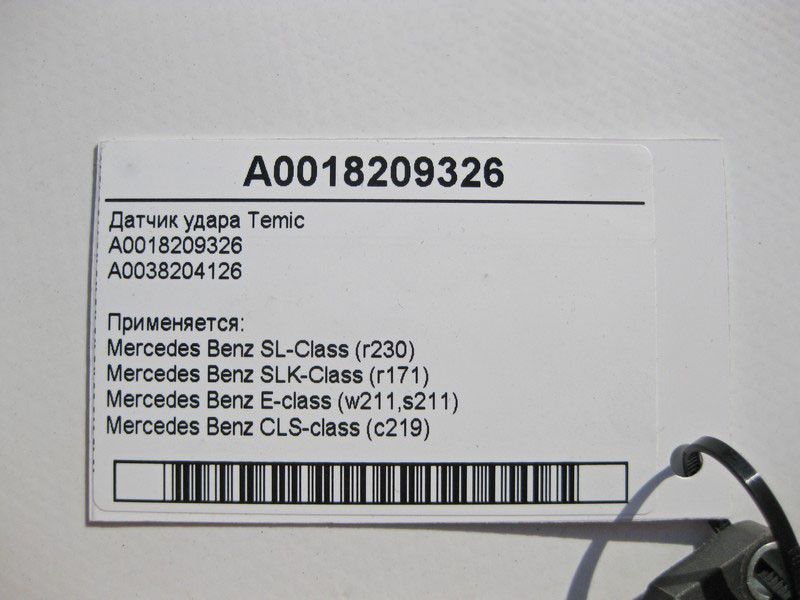 A0018209326
Датчик удара Temic
A0018209326
A0038204126
Применяется:
Mercedes Benz SL-Class (r230)
Mercedes Benz SLK-Class (r171)
Mercedes Benz E-class (w211,s211)
Mercedes Benz CLS-class (c219)